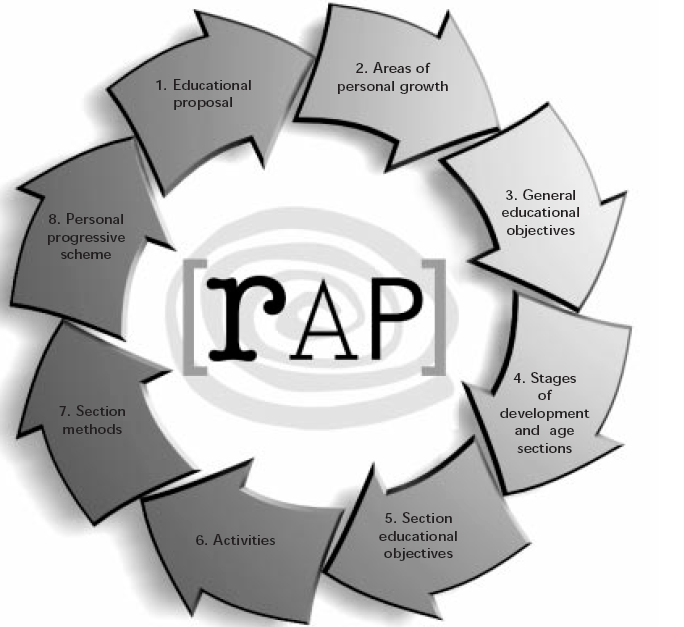 1. Educational
proposal
2. Areas of
personal growth
3. General
educational
objectives
4. Stages
of
development
and age
sections
5. Section
educational
objectives
6. Activities
7. Section
methods
8. Personal
progressive
scheme
[rAP]